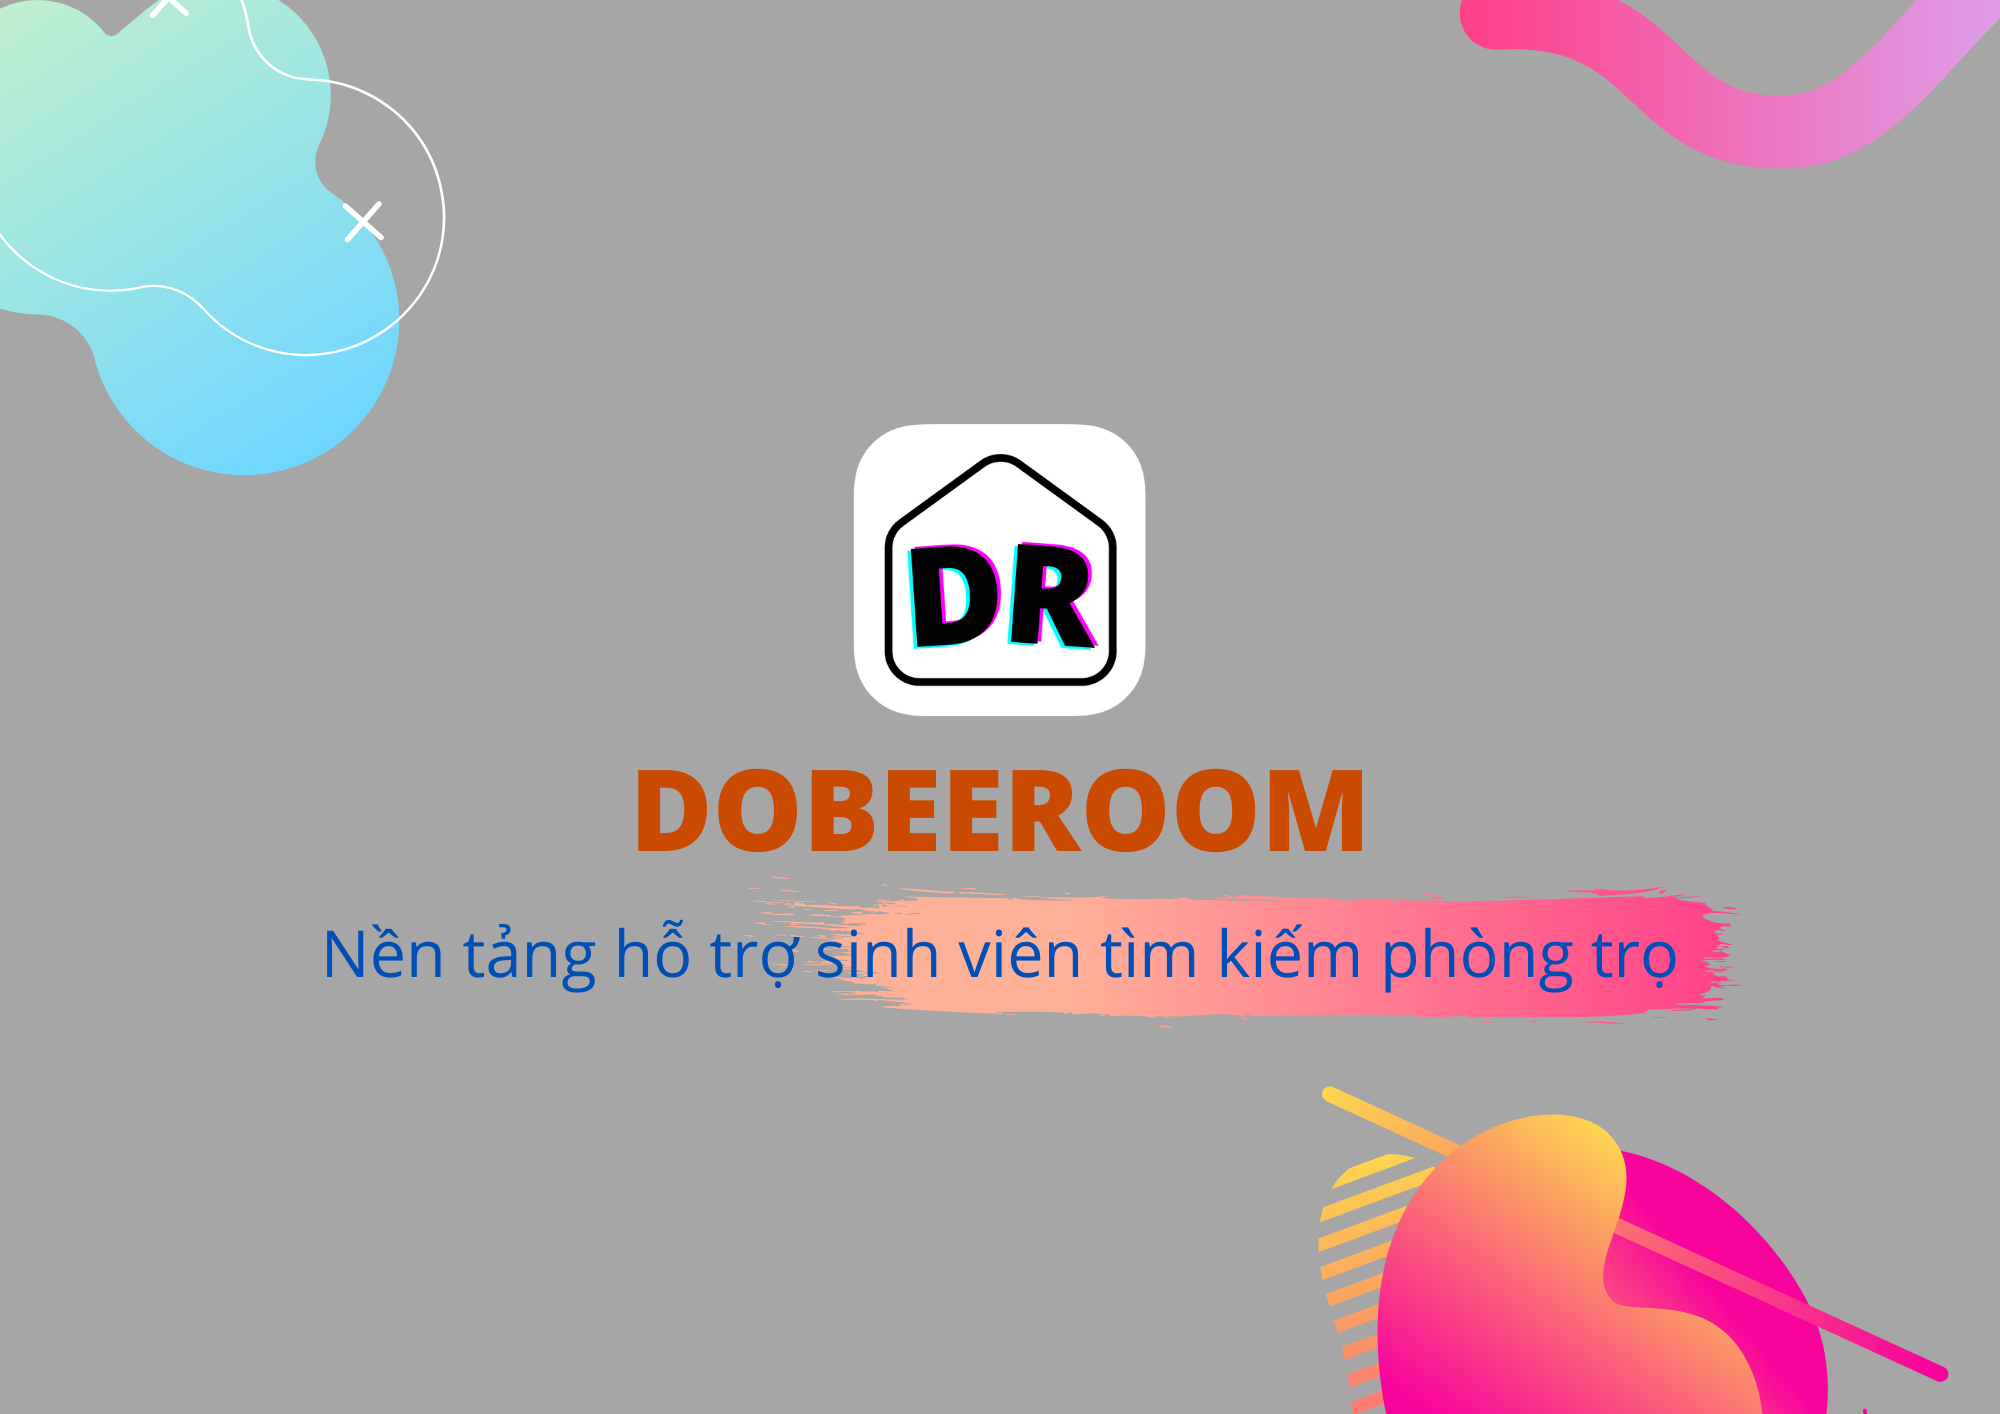 DR
DOBEEROOM
Nền tảng hỗ trợ sinh viên tìm kiếm phòng trọ